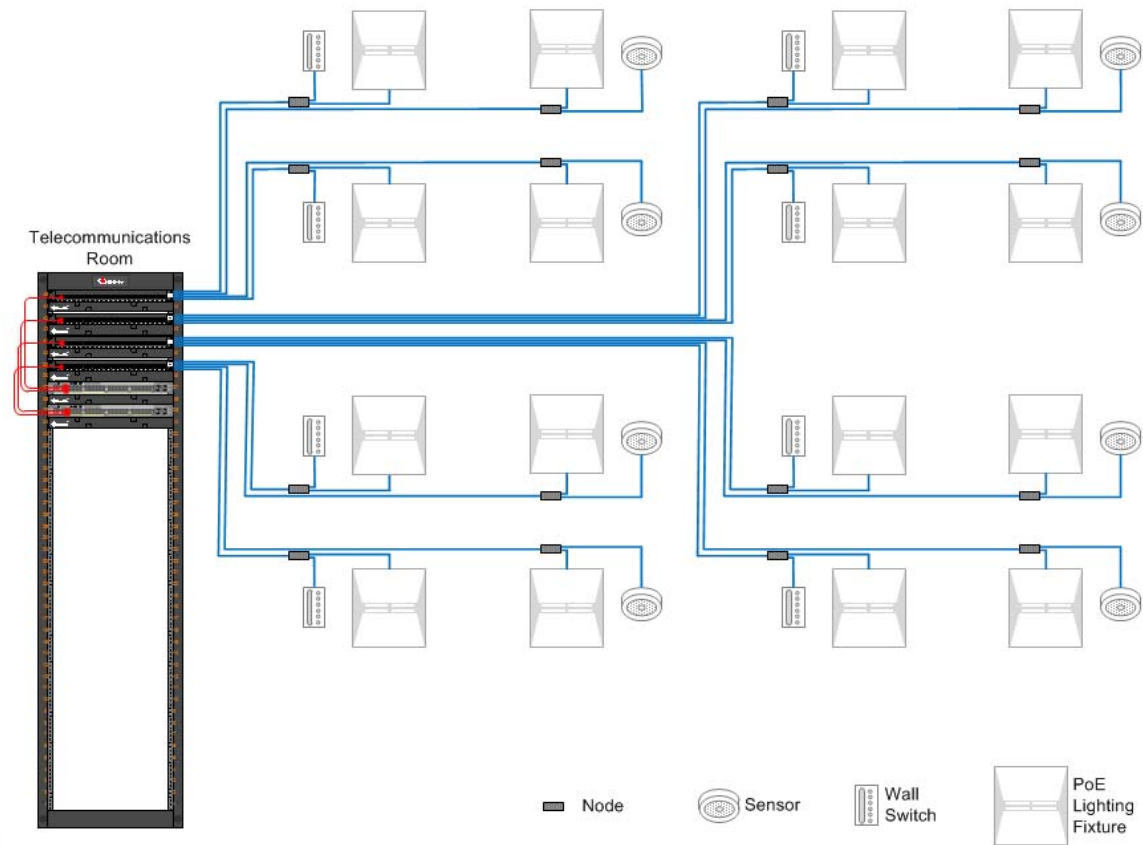 Telecommunications
Room
Node
Sensor
Wall
Switch
PoE
Lighting
Fixture